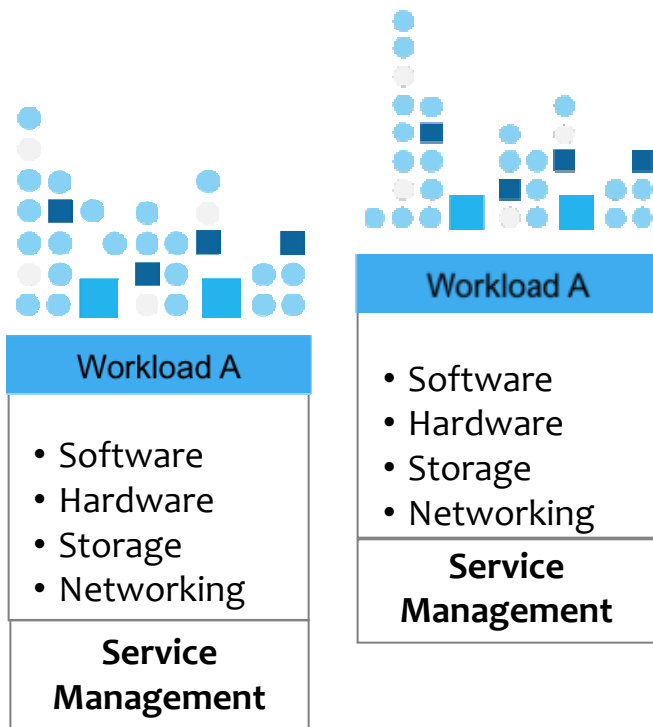 Workload A
• Software
• Hardware
• Storage
• Networking
Service
Management
Workload A
• Software
• Hardware
• Storage
• Networking
Service
Management